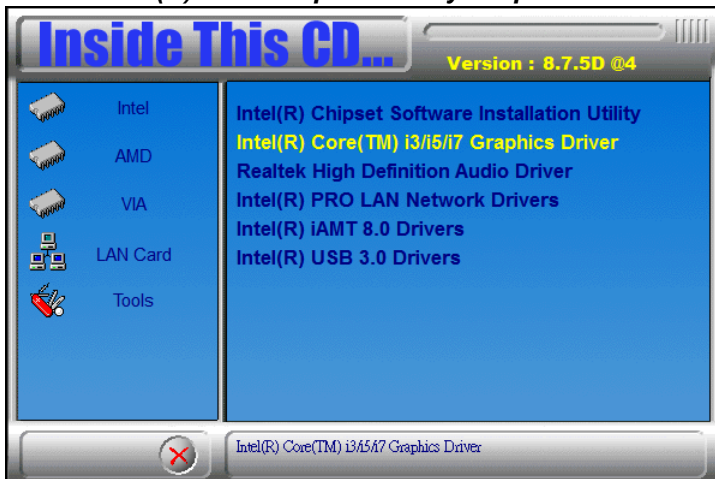 Inside This CD...
Version : 8.7.5D @4
Intel
AMD
VIA
LAN Card
Tools
Intel(R) Chipset Software Installation Utility
Intel(R) Core(TM) i3/i5/i7 Graphics Driver
Realtek High Definition Audio Driver
Intel(R) PRO LAN Network Drivers
Intel(R) iAMT 8.0 Drivers
Intel(R) USB 3.0 Drivers
Intel(R) Core(TM) i3/i5/i7 Graphics Driver